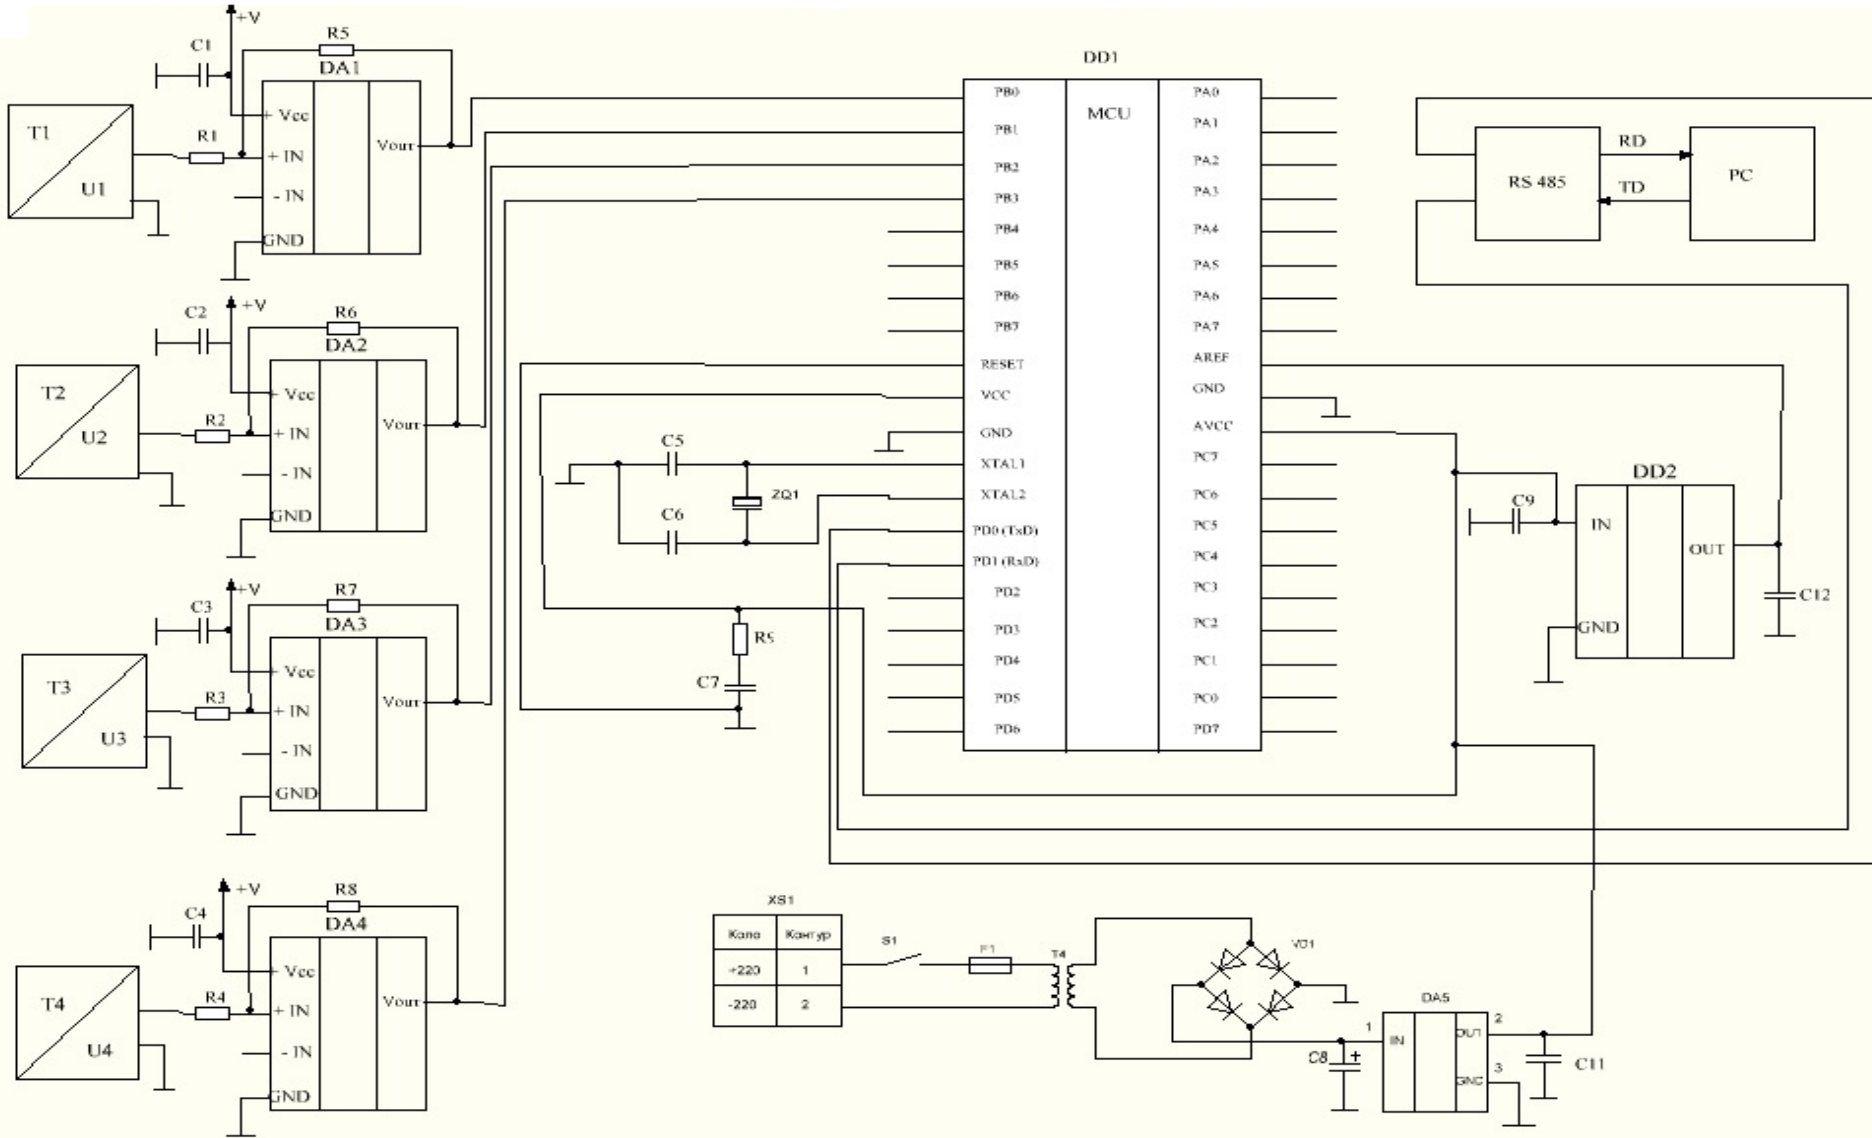 +V
C1
R5
DA1
T1
U1
R1
+ Vcc
+ IN
- IN
GND
Vout
+V
C2
R6
DA2
T2
U2
R2
+ Vcc
+ IN
- IN
GND
Vout
+V
C3
R7
DA3
T3
U3
R3
+ Vcc
+ IN
- IN
GND
Vout
+V
C4
R8
DA4
T4
U4
R4
+ Vcc
+ IN
- IN
GND
Vout
DD1
MCU
PB0
PB1
PB2
PB3
PB4
PB5
PB6
PB7
RESET
VCC
GND
XTAL1
XTAL2
PD0 (TxD)
PD1 (RxD)
PD2
PD3
PD4
PD5
PD6
PA0
PA1
PA2
PA3
PA4
PA5
PA6
PA7
AREF
GND
AVCC
PC7
PC6
PC5
PC4
PC3
PC2
PC1
PC0
PD7
C5
ZQ1
C6
R9
C7
RS 485
RD
TD
PC
DD2
C9
IN
OUT
GND
C12
XS1
Коло Контур
+220 1
-220 2
S1
F1
T4
VD1
C8 +
DA5
1
IN
OUT
2
GND
3
C11